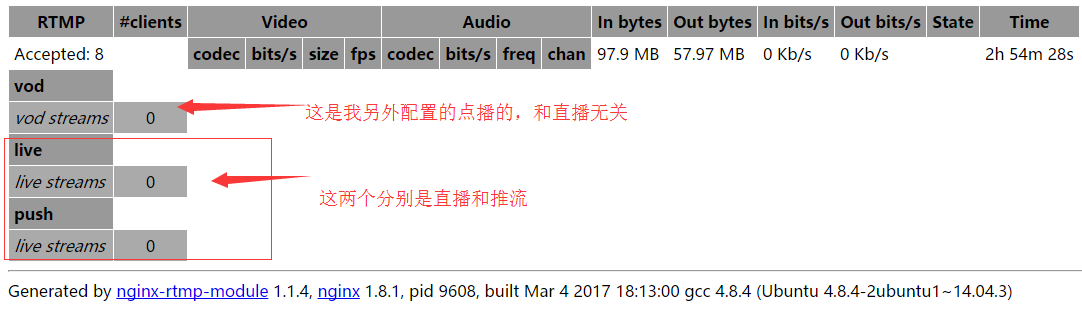 RTMP #clients Video Audio In bytes Out bytes In bits/s Out bits/s State Time
Accepted: 8 codec bits/s size fps codec bits/s freq chan 97.9 MB 57.97 MB 0 Kb/s 0 Kb/s 2h 54m 28s
vod
vod streams 0 这是我另外配置的点播的，和直播无关
live
live streams 0 这两个分别是直播和推流
push
live streams 0
Generated by nginx-rtmp-module 1.1.4, nginx 1.8.1, pid 9608, built Mar 4 2017 18:13:00 gcc 4.8.4 (Ubuntu 4.8.4-2ubuntu1~14.04.3)